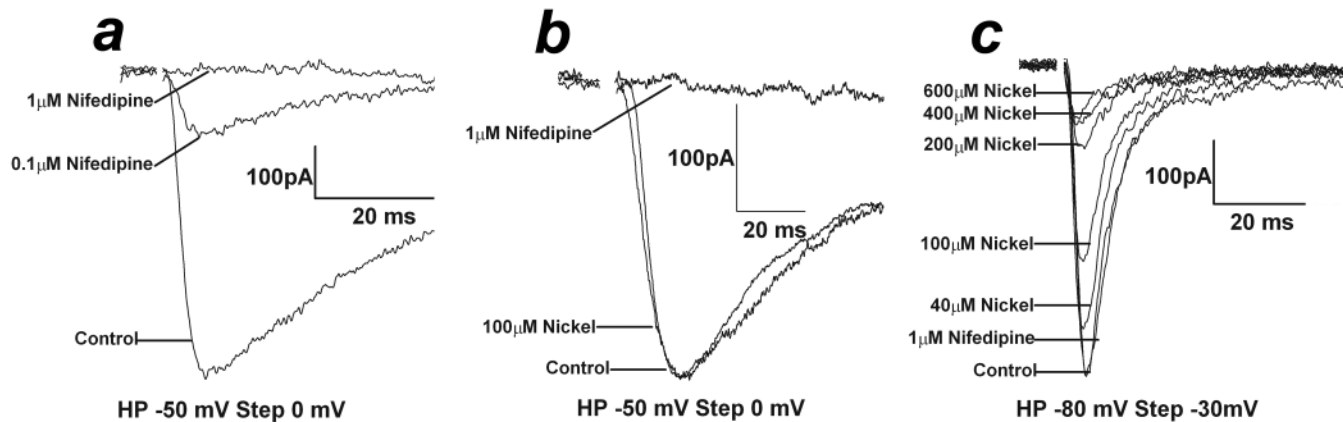 a
1μM Nifedipine
0.1μM Nifedipine
100pA
20 ms
Control
HP -50 mV Step 0 mV
b
1μM Nifedipine
100pA
20 ms
100μM Nickel
Control
HP -50 mV Step 0 mV
c
600μM Nickel
400μM Nickel
200μM Nickel
100pA
20 ms
100μM Nickel
40μM Nickel
1μM Nifedipine
Control
HP -80 mV Step -30mV